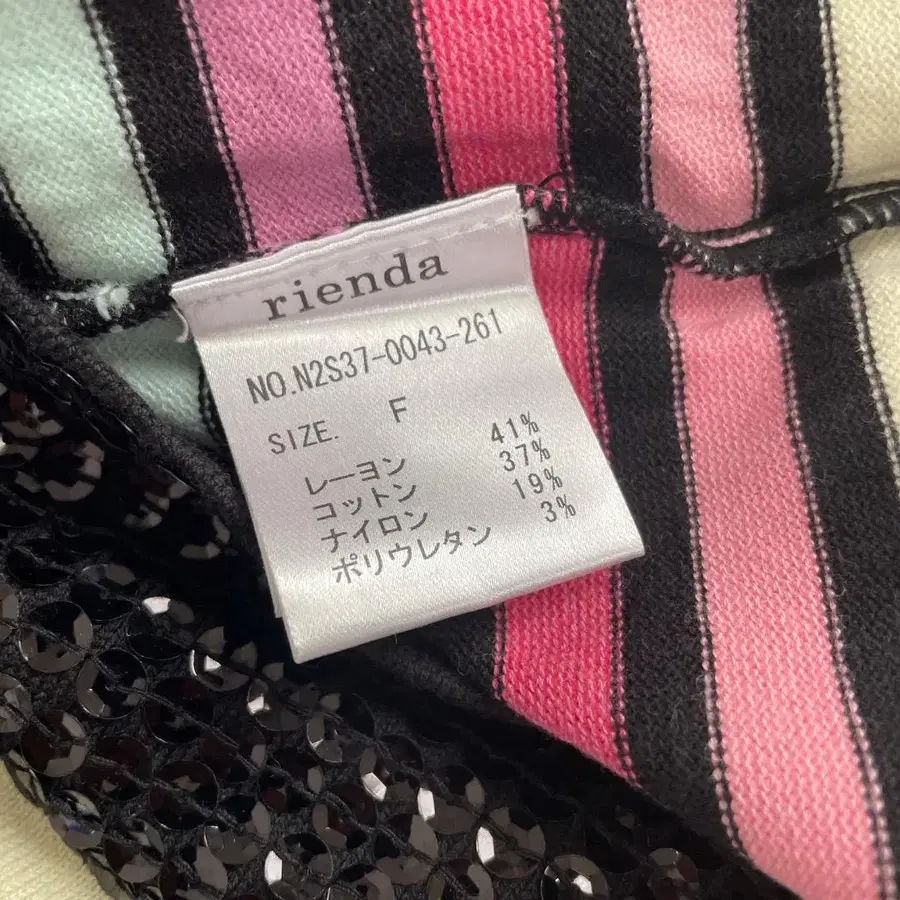 rienda
NO.N2S37-0043-261
SIZE. F
レーヨン 41%
コットン 37%
ナイロン 19%
ポリウレタン 3%